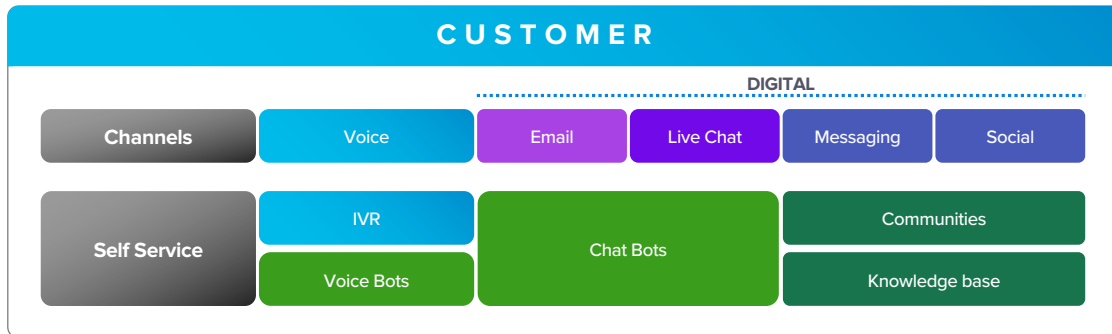 CUSTOMER
DIGITAL
Channels
Voice
Email
Live Chat
Messaging
Social
Self Service
IVR
Voice Bots
Chat Bots
Communities
Knowledge base